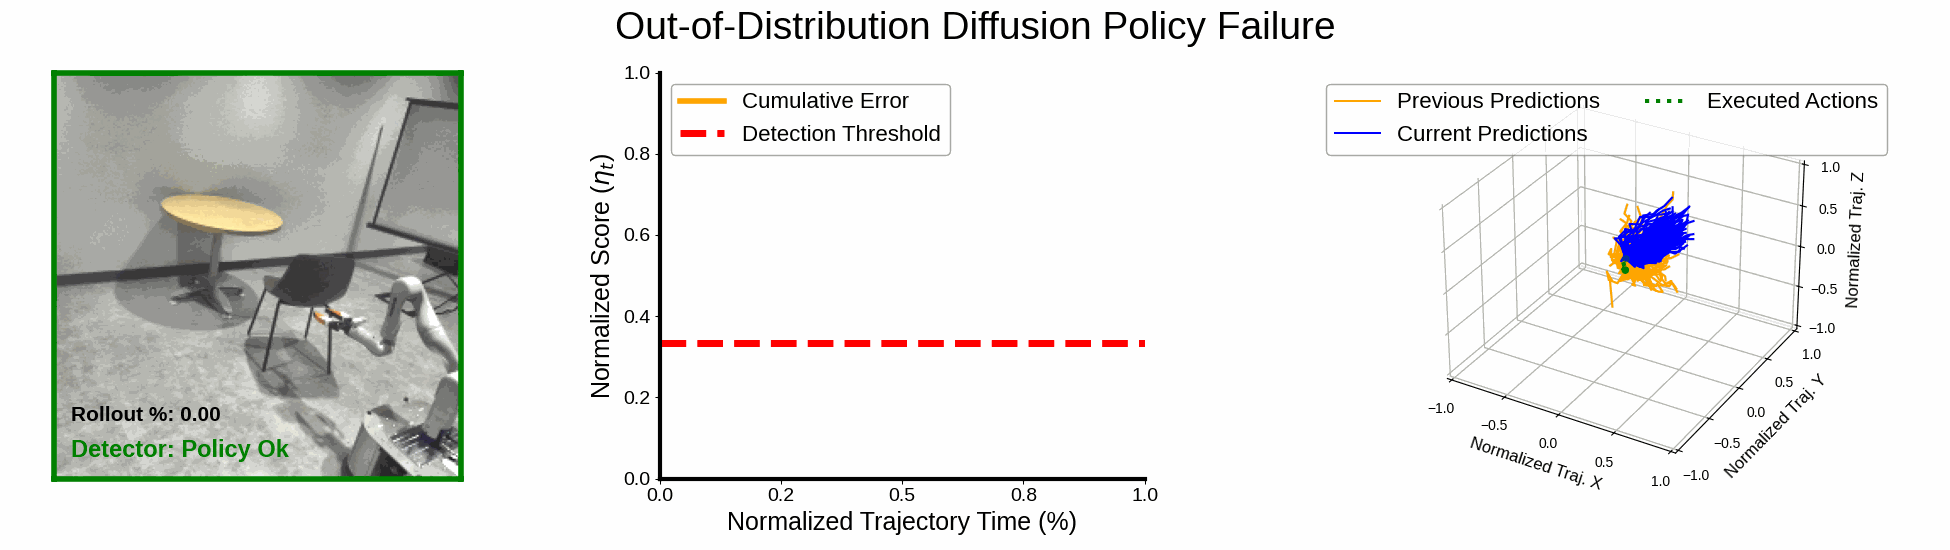 Out-of-Distribution Diffusion Policy Failure
Rollout %: 0.00
Detector: Policy Ok
Normalized Score (ηt)
1.0
0.8
0.6
0.4
0.2
0.0
Cumulative Error
Detection Threshold
0.0 0.2 0.5 0.8 1.0
Normalized Trajectory Time (%)
Previous Predictions
Current Predictions
Executed Actions
1.0
0.5
0.0
−0.5
−1.0
Normalized Traj. Z
1.0
0.5
0.0
−0.5
−1.0
Normalized Traj. Y
−1.0
−0.5
0.0
0.5
1.0
Normalized Traj. X